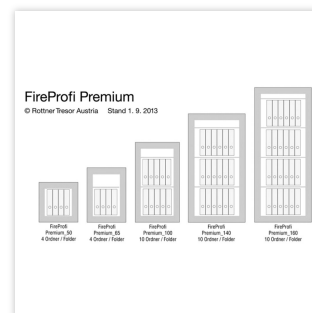 FireProfi Premium
© Rottner Tresor Austria Stand 1. 9. 2013
FireProfi
Premium_50
4 Ordner / Folder
FireProfi
Premium_65
4 Ordner / Folder
FireProfi
Premium_100
10 Ordner / Folder
FireProfi
Premium_140
10 Ordner / Folder
FireProfi
Premium_160
10 Ordner / Folder